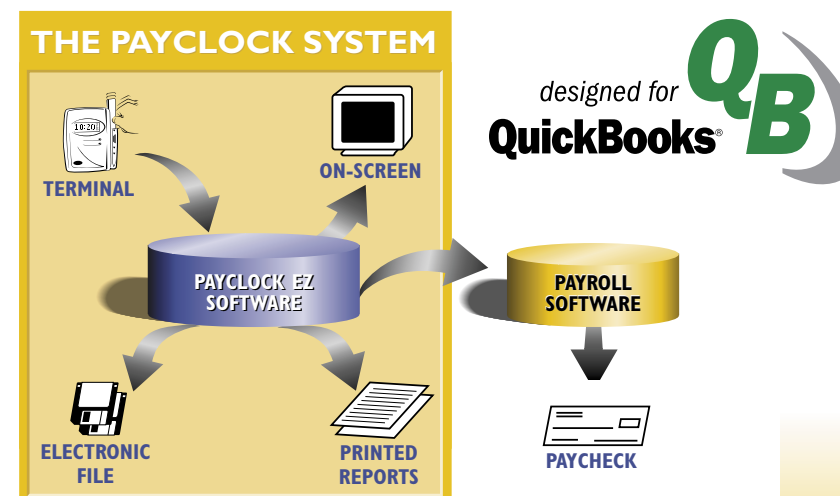 THE PAYCLOCK SYSTEM
designed for
QuickBooks®
QB
10:20
TERMINAL
ON-SCREEN
PAYCLOCK EZ
SOFTWARE
PAYROLL
SOFTWARE
ELECTRONIC
FILE
PRINTED
REPORTS
PAYCHECK